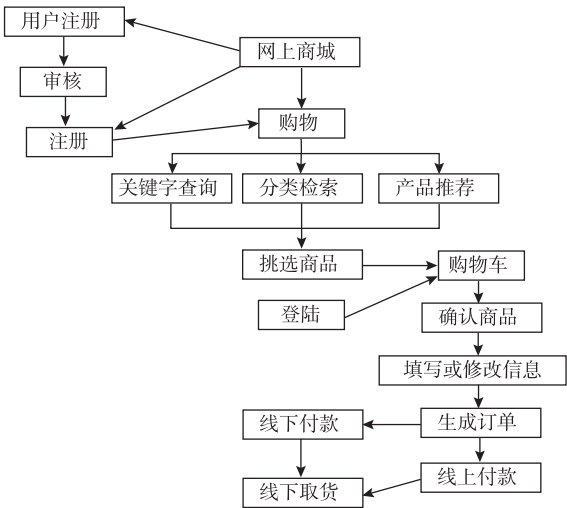 用户注册
网上商城
审核
购物
注册
关键字查询
分类检索
产品推荐
挑选商品
购物车
登陆
确认商品
填写或修改信息
线下付款
生成订单
线上付款
线下取货